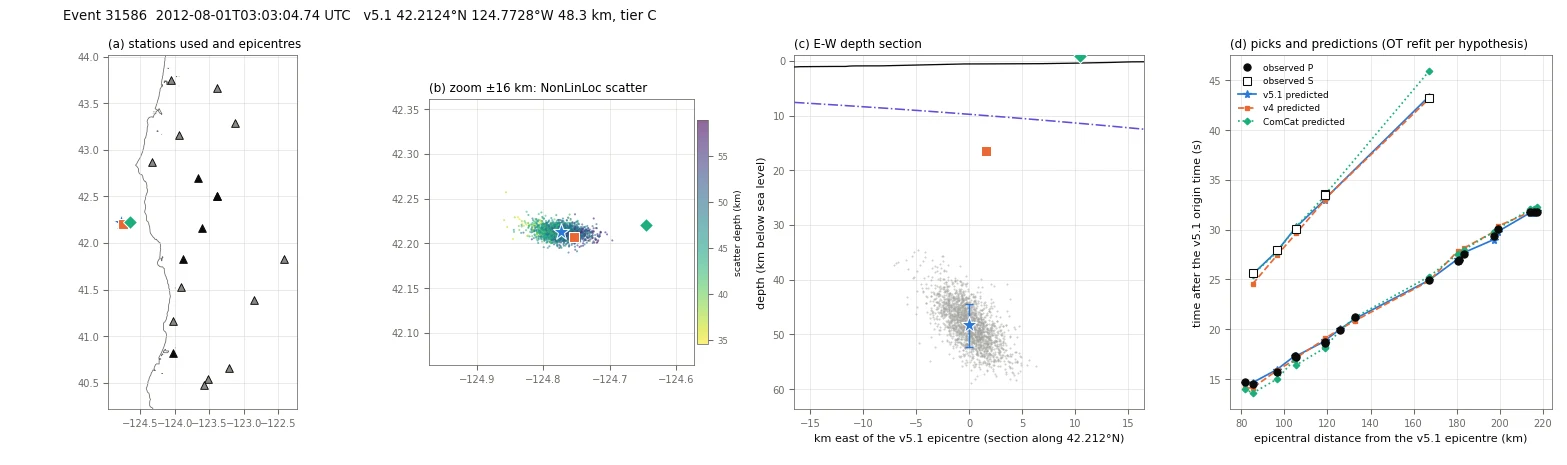 Event 31586  2012-08-01T03:03:04.74 UTC   v5.1 42.2124°N 124.7728°W 48.3 km, tier C
(a) stations used and epicentres
44.0
43.5
43.0
42.5
42.0
41.5
41.0
40.5
−124.5−124.0−123.5−123.0−122.5
(b) zoom ±16 km: NonLinLoc scatter
42.35
42.30
42.25
42.20
42.15
42.10
−124.9 −124.8 −124.7 −124.6
55
50
45
40
35
scatter depth (km)
(c) E-W depth section
0
10
20
30
40
50
60
depth (km below sea level)
−15 −10 −5 0 5 10 15
km east of the v5.1 epicentre (section along 42.212°N)
(d) picks and predictions (OT refit per hypothesis)
observed P
observed S
v5.1 predicted
v4 predicted
ComCat predicted
45
40
35
30
25
20
15
time after the v5.1 origin time (s)
80 100 120 140 160 180 200 220
epicentral distance from the v5.1 epicentre (km)